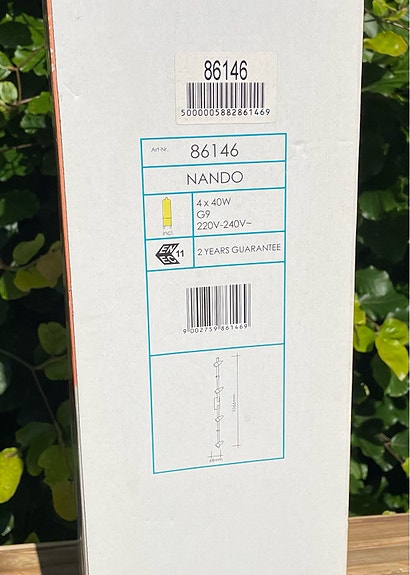 86146
5000005882861469
Art-Nr. 86146
NANDO
4 x 40W
G9
220V-240V~
incl.
ENEC 11
2 YEARS GUARANTEE
9 002759 861469